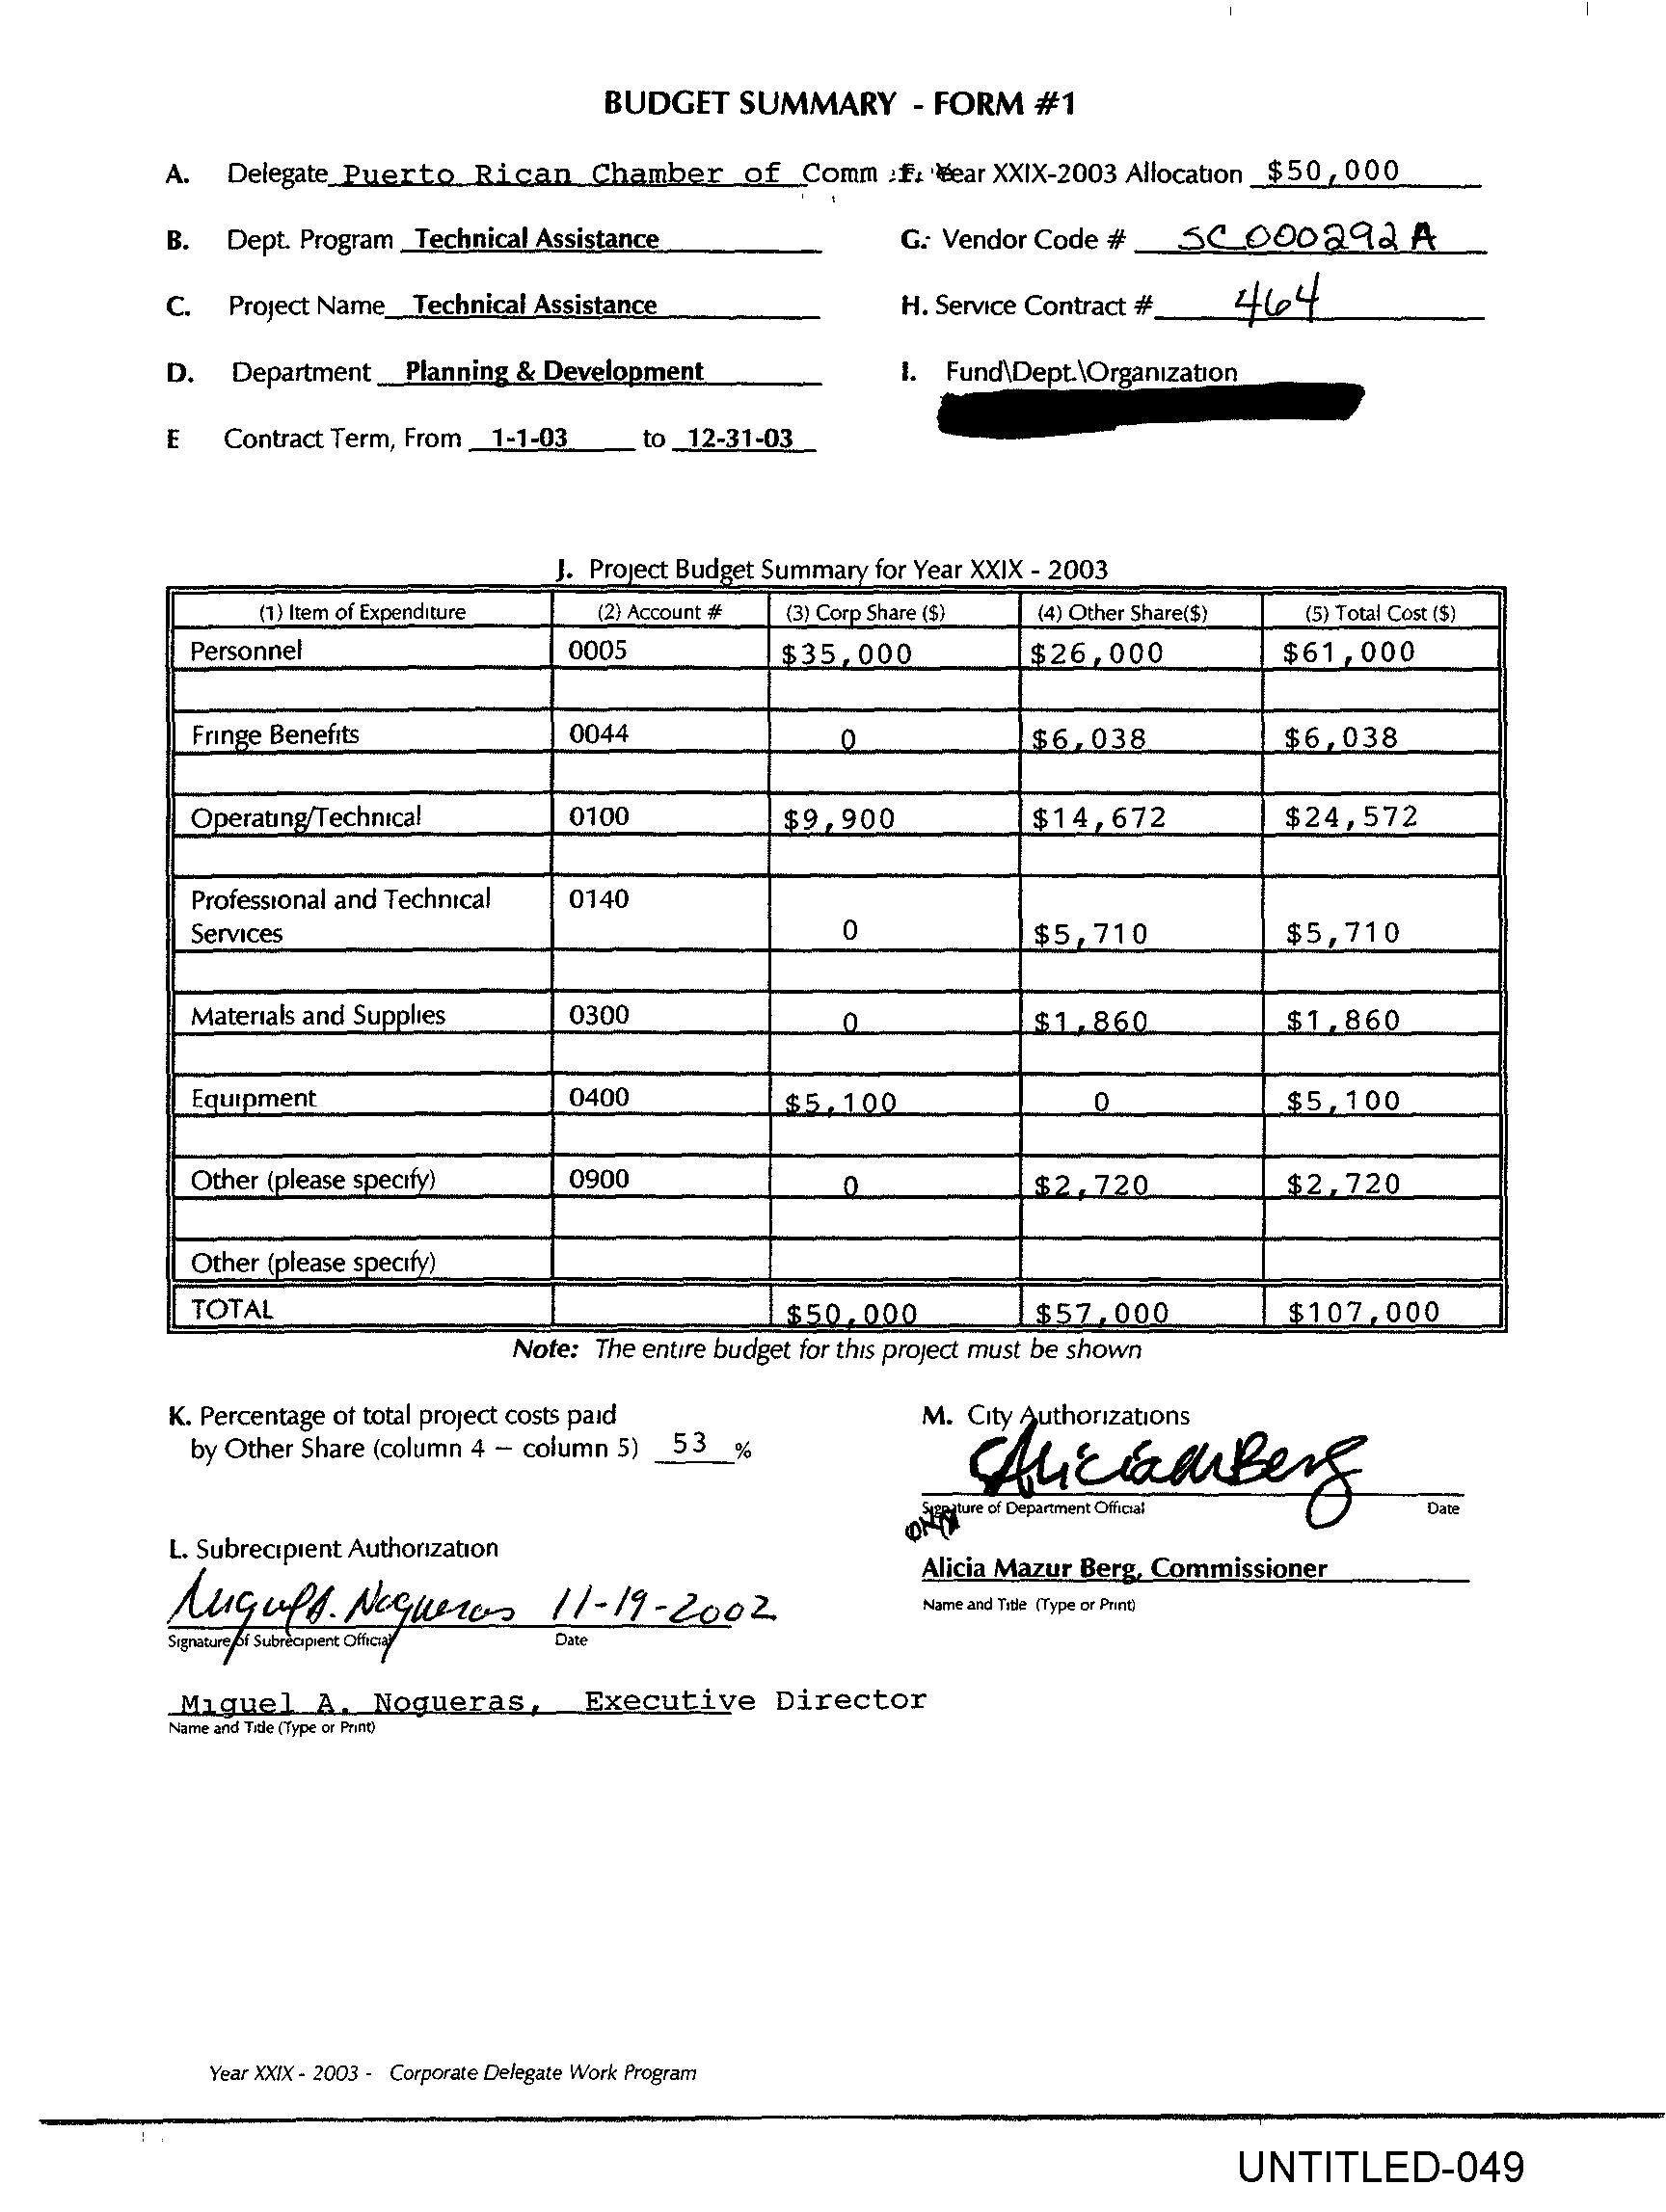 BUDGET SUMMARY - FORM #1
A. Delegate Puerto Rican Chamber of Comm Year XXIX-2003 Allocation $50,000
B. Dept. Program Technical Assistance G. Vendor Code # SC000292A
C. Project Name Technical Assistance H. Service Contract # 464
D. Department Planning & Development I. Fund\Dept.\Organization
E Contract Term, From 1-1-03 to 12-31-03
J. Project Budget Summary for Year XXIX - 2003
(1) Item of Expenditure (2) Account # (3) Corp Share ($) (4) Other Share($) (5) Total Cost ($)
Personnel 0005 $35,000 $26,000 $61,000
Fringe Benefits 0044 0 $6,038 $6,038
Operating/Technical 0100 $9,900 $14,672 $24,572
Professional and Technical 0140
Services 0 $5,710 $5,710
Materials and Supplies 0300 0 $1,860 $1,860
Equipment 0400 $5,100 0 $5,100
Other (please specify) 0900 0 $2,720 $2,720
Other (please specify)
TOTAL $50,000 $57,000 $107,000
Note: The entire budget for this project must be shown
K. Percentage of total project costs paid
by Other Share (column 4 – column 5) 53 %
M. City Authorizations
Signature of Department Official Date
Alicia Mazur Berg, Commissioner
Name and Title (Type or Print)
L. Subrecipient Authorization
Miguel A. Nogueras 11-19-2002
Signature of Subrecipient Official Date
Miguel A. Nogueras, Executive Director
Name and Title (Type or Print)
Year XXIX - 2003 - Corporate Delegate Work Program
UNTITLED-049